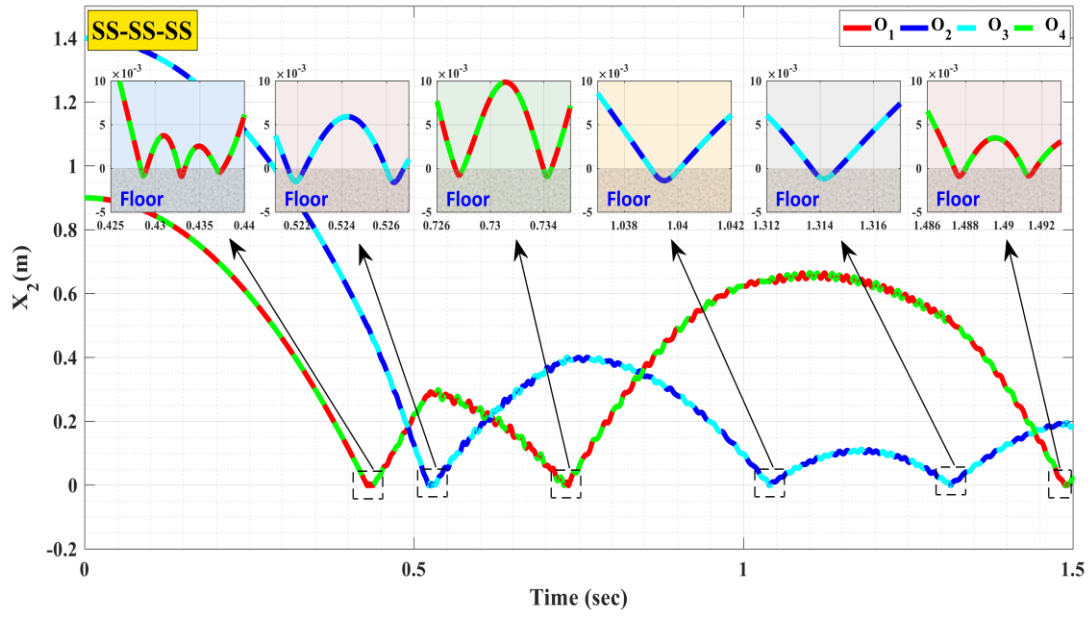 SS-SS-SS
O1 O2 O3 O4
×10-3 ×10-3 ×10-3 ×10-3 ×10-3 ×10-3
10 10 10 10 10 10
5 5 5 5 5 5
0 0 0 0 0 0
Floor Floor Floor Floor Floor Floor
-5 -5 -5 -5 -5 -5
0.425 0.43 0.435 0.44
0.522 0.524 0.526
0.726 0.73 0.734
1.038 1.04 1.042
1.312 1.314 1.316
1.486 1.488 1.49 1.492
X2(m)
1.4
1.2
1
0.8
0.6
0.4
0.2
0
-0.2
0 0.5 1 1.5
Time (sec)